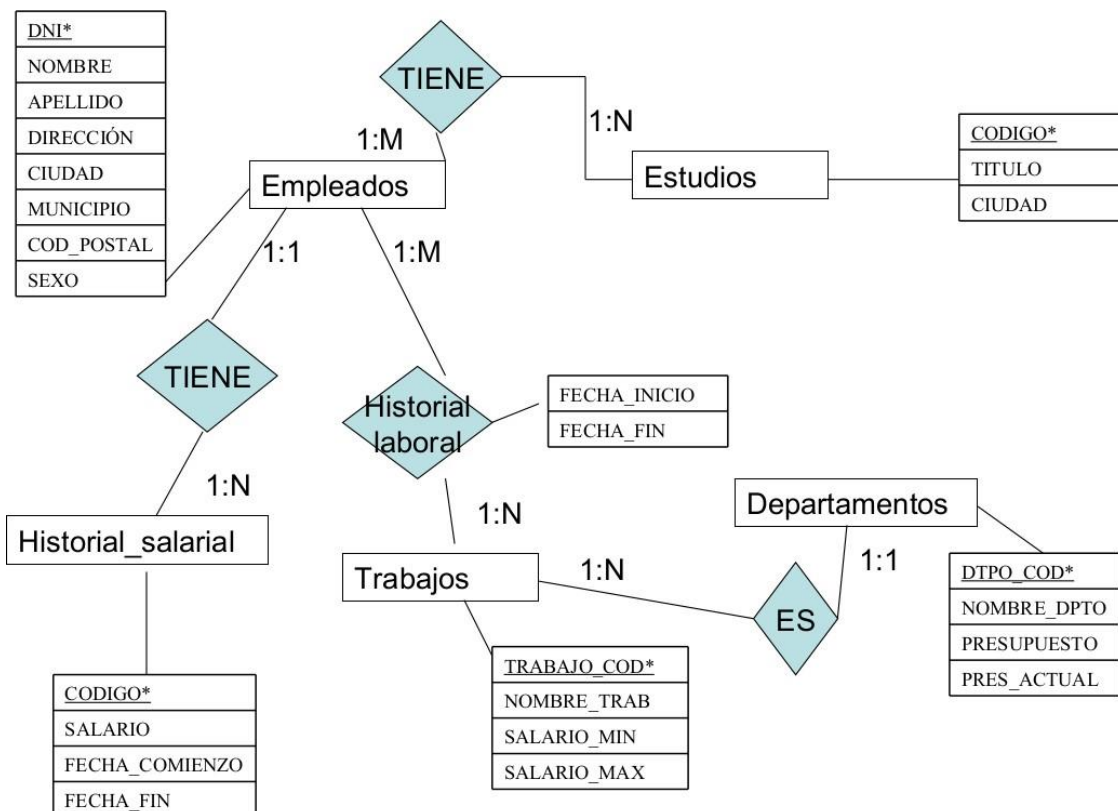 DNI*
NOMBRE
APELLIDO
DIRECCIÓN
CIUDAD
MUNICIPIO
COD_POSTAL
SEXO
TIENE
1:M
1:N
Empleados
Estudios
CODIGO*
TITULO
CIUDAD
1:1
1:M
TIENE
Historial
laboral
FECHA_INICIO
FECHA_FIN
1:N
Historial_salarial
1:N
Trabajos
1:N
Departamentos
1:1
ES
DTPO_COD*
NOMBRE_DPTO
PRESUPUESTO
PRES_ACTUAL
TRABAJO_COD*
NOMBRE_TRAB
SALARIO_MIN
SALARIO_MAX
CODIGO*
SALARIO
FECHA_COMIENZO
FECHA_FIN